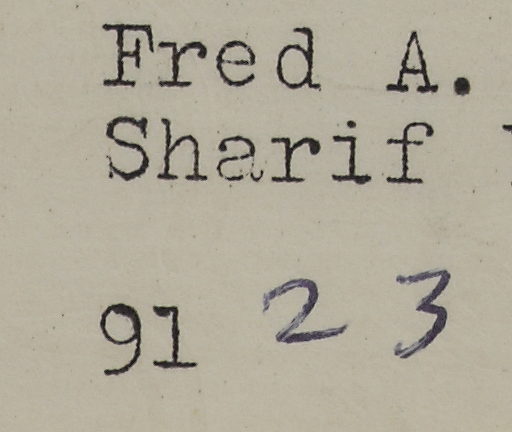 Fred A.
Sharif
91 23